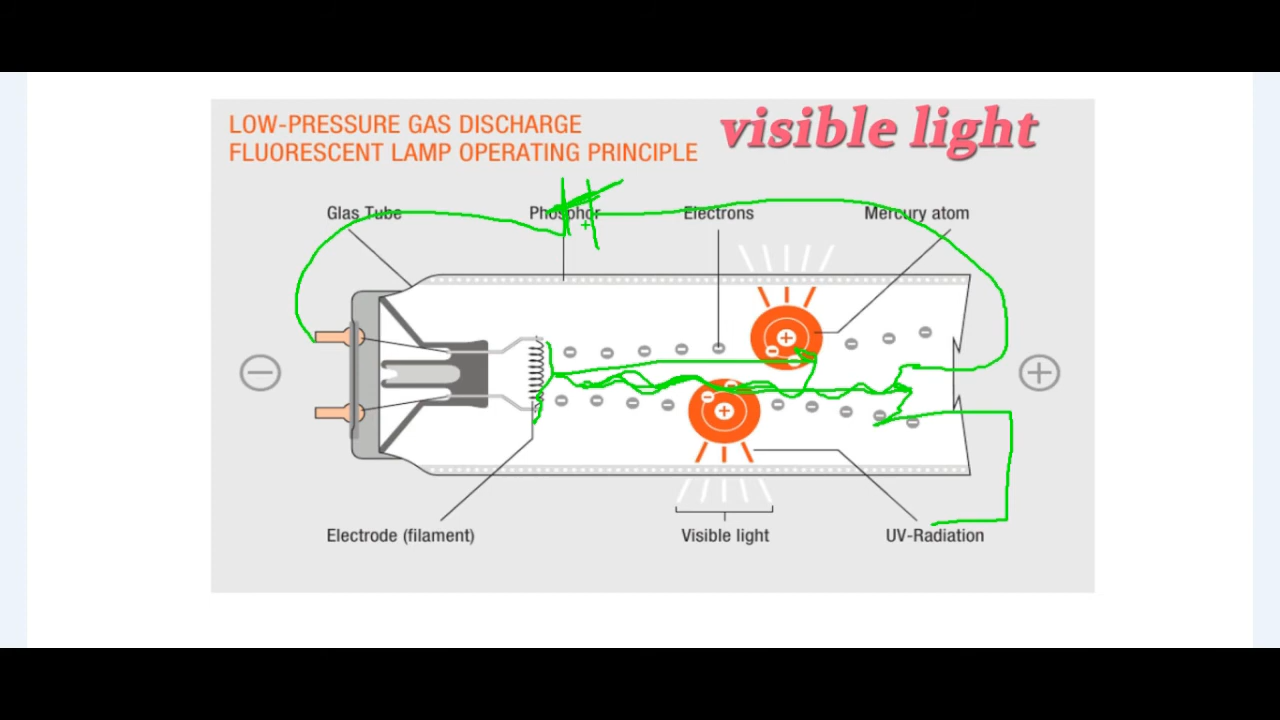 LOW-PRESSURE GAS DISCHARGE
FLUORESCENT LAMP OPERATING PRINCIPLE
visible light
Glas Tube
Phosphor
Electrons
Mercury atom
Electrode (filament)
Visible light
UV-Radiation